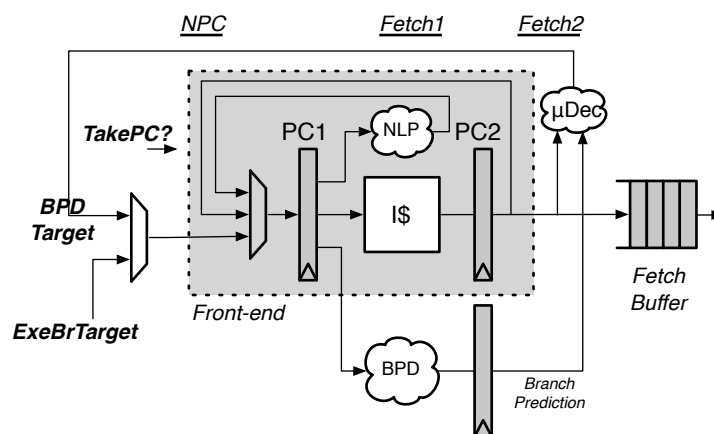 NPC
Fetch1
Fetch2
TakePC?
PC1
NLP
PC2
µDec
BPD
Target
I$
Front-end
Fetch
Buffer
ExeBrTarget
BPD
Branch
Prediction